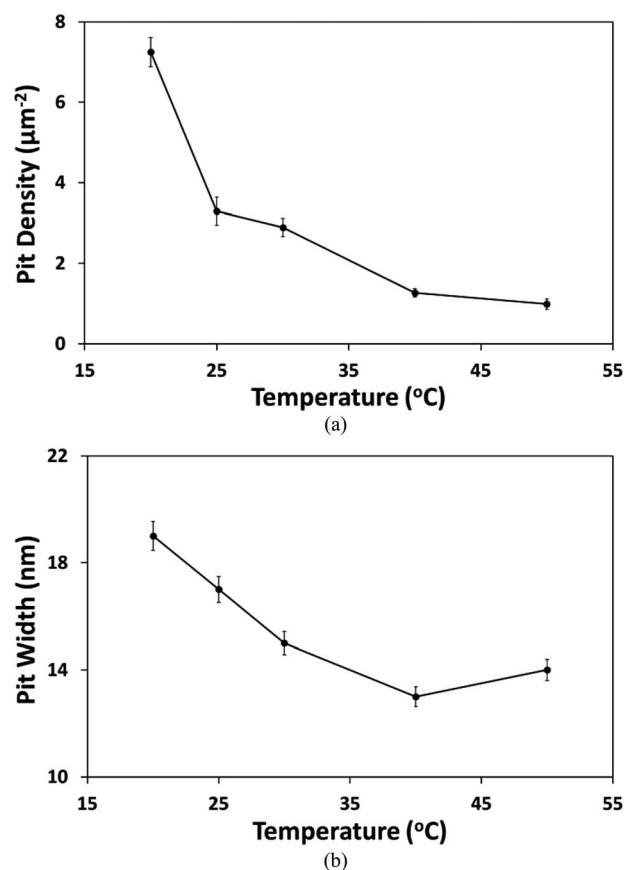 8
6
4
2
0
Pit Density (µm⁻²)
15 25 35 45 55
Temperature (ºC)
(a)
22
18
14
10
Pit Width (nm)
15 25 35 45 55
Temperature (ºC)
(b)